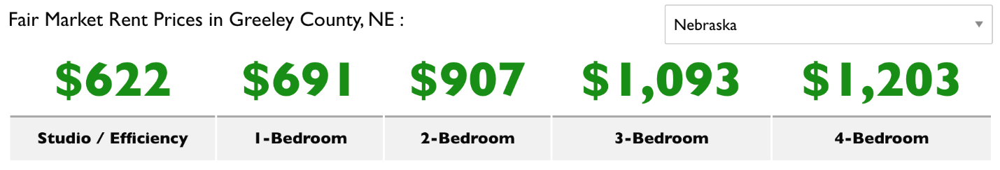 Fair Market Rent Prices in Greeley County, NE :
Nebraska
$622 $691 $907 $1,093 $1,203
Studio / Efficiency 1-Bedroom 2-Bedroom 3-Bedroom 4-Bedroom